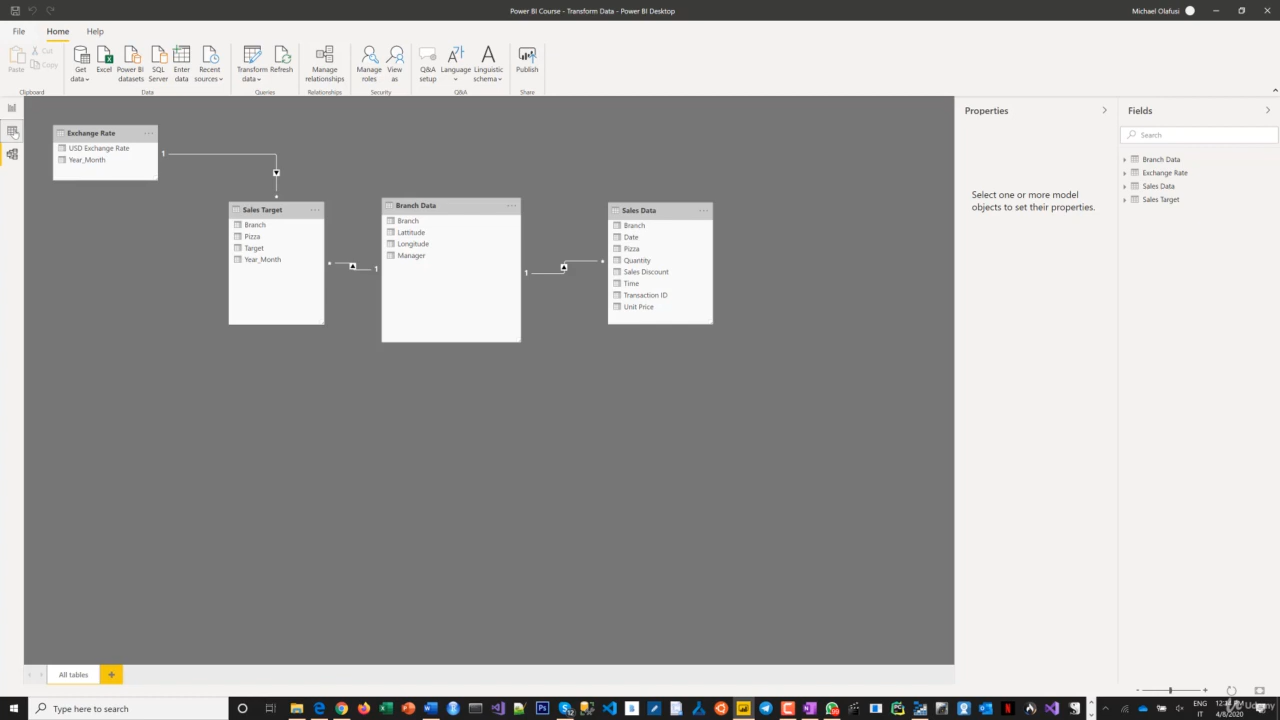 Power BI Course - Transform Data - Power BI Desktop
Michael Olafusi
File Home Help
Paste
Cut
Copy
Get data
Excel
Power BI datasets
SQL Server
Enter data
Recent sources
Transform data
Refresh
Manage relationships
Manage roles
View as
Q&A setup
Language
Linguistic schema
Publish
Clipboard
Data
Queries
Relationships
Security
Q&A
Share
Exchange Rate
USD Exchange Rate
Year_Month
1
Sales Target
Branch
Pizza
Target
Year_Month
1
Branch Data
Branch
Lattitude
Longitude
Manager
1
Sales Data
Branch
Date
Pizza
Quantity
Sales Discount
Time
Transaction ID
Unit Price
Properties
Select one or more model
objects to set their properties.
Fields
Search
Branch Data
Exchange Rate
Sales Data
Sales Target
All tables
Type here to search
ENG
IT
4/8/2020
Udemy